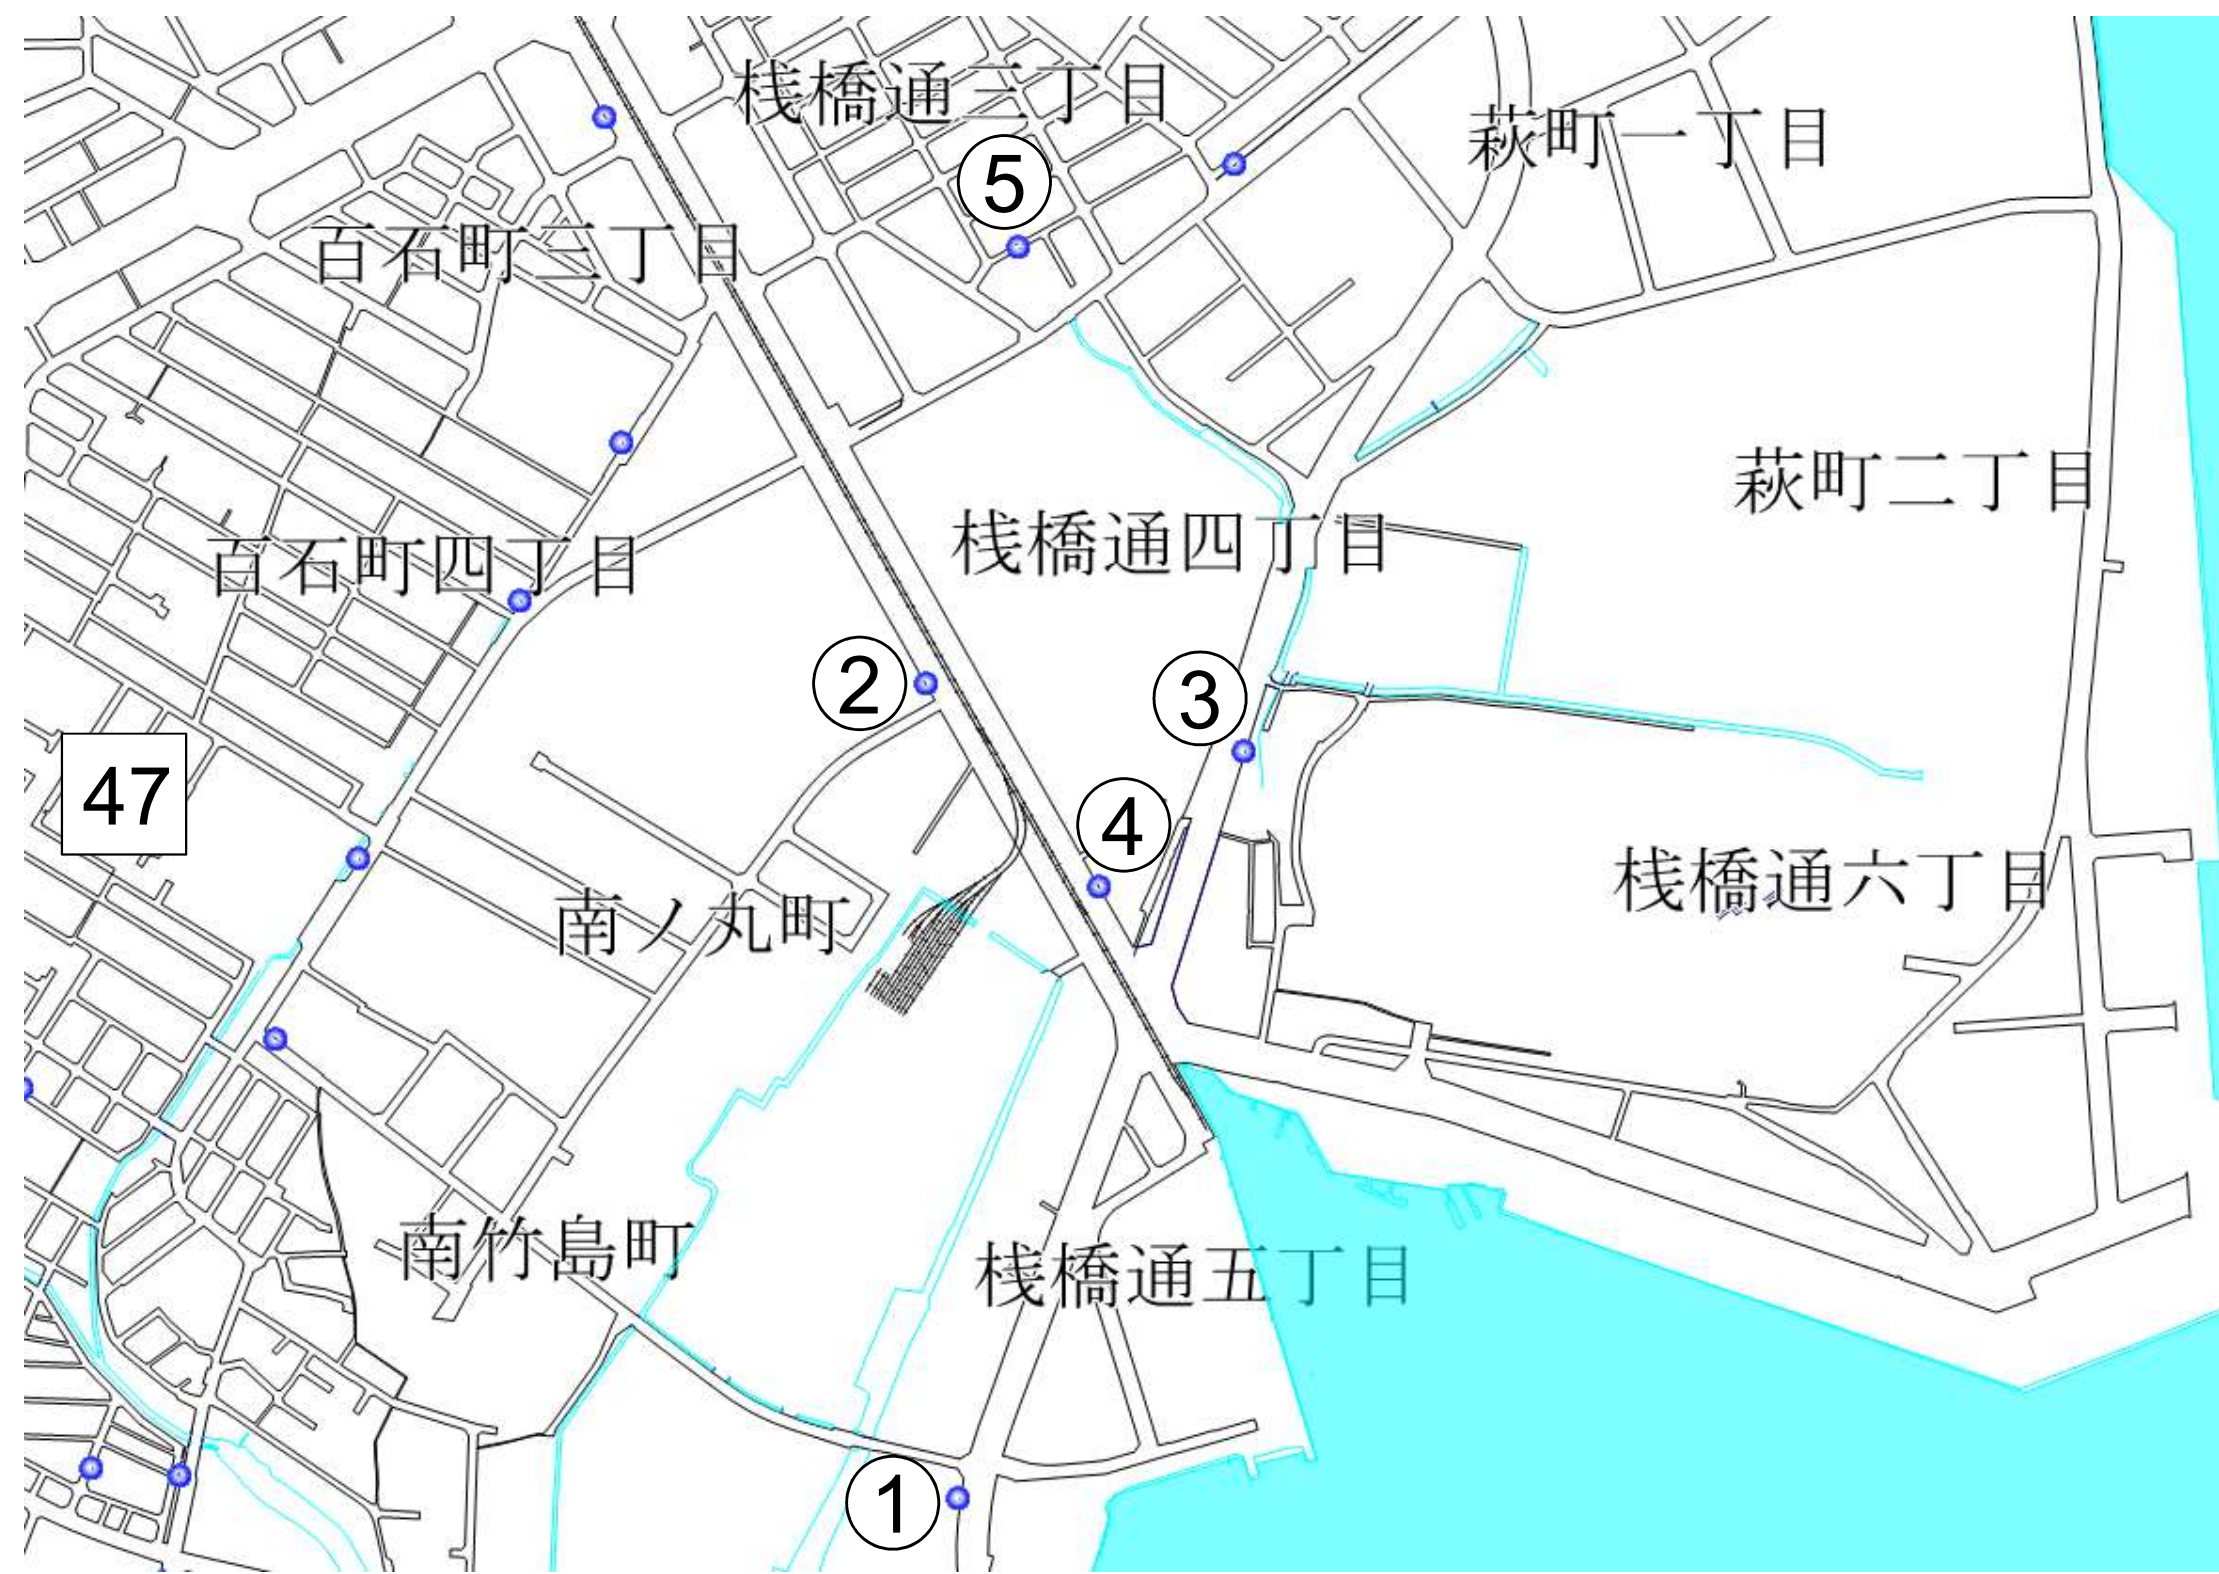 桟橋通三丁目
萩町一丁目
⑤
百石町二丁目
萩町二丁目
桟橋通四丁目
百石町四丁目
②
③
47
④
桟橋通六丁目
南ノ丸町
南竹島町
桟橋通五丁目
①